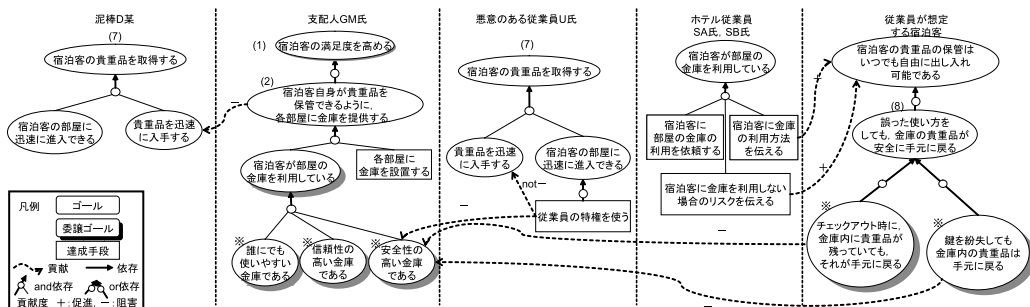 泥棒D某
(7)
宿泊客の貴重品を取得する
宿泊客の部屋に
迅速に進入できる
貴重品を迅速
に入手する
支配人GM氏
(1)
宿泊客の満足度を高める
－
(2)
宿泊客自身が貴重品を
保管できるように,
各部屋に金庫を提供する
宿泊客が部屋の
金庫を利用している
各部屋に
金庫を設置する
※
誰にでも
使いやすい
金庫である
※
信頼性の
高い金庫
である
※
安全性の
高い金庫
である
悪意のある従業員U氏
(7)
宿泊客の貴重品を取得する
貴重品を迅速
に入手する
宿泊客の部屋に
迅速に進入できる
not－
－
従業員の特権を使う
ホテル従業員
SA氏, SB氏
宿泊客が部屋の
金庫を利用している
宿泊客に
部屋の金庫の
利用を依頼する
宿泊客に金庫
の利用方法
を伝える
宿泊客に金庫を利用しない
場合のリスクを伝える
＋
＋
－
－
従業員が想定
する宿泊客
宿泊客の貴重品の保管は
いつでも自由に出し入れ
可能である
(8)
誤った使い方を
しても, 金庫の貴重品が
安全に手元に戻る
※
チェックアウト時に,
金庫内に貴重品が
残っていても,
それが手元に戻る
※
鍵を紛失しても
金庫内の貴重品は
手元に戻る
凡例
ゴール
委譲ゴール
達成手段
貢献
依存
and依存
or依存
貢献度 ＋:促進, －:阻害